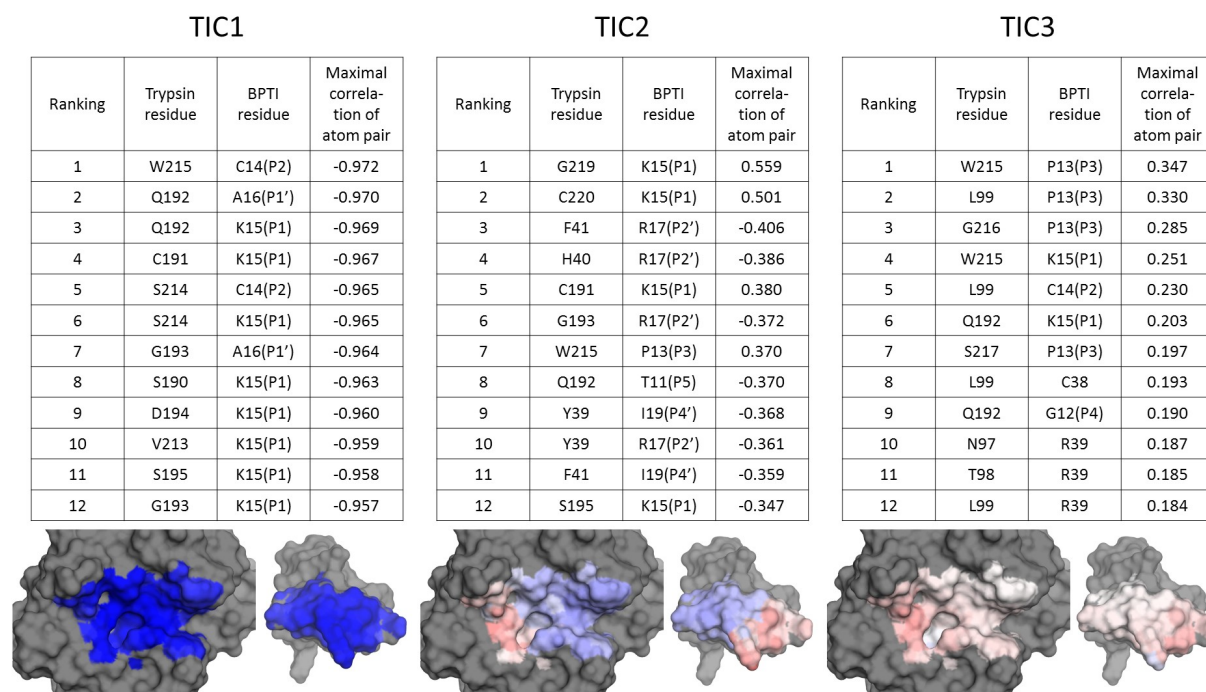 TIC1
Ranking Trypsin residue BPTI residue Maximal correla-tion of atom pair
1 W215 C14(P2) -0.972
2 Q192 A16(P1’) -0.970
3 Q192 K15(P1) -0.969
4 C191 K15(P1) -0.967
5 S214 C14(P2) -0.965
6 S214 K15(P1) -0.965
7 G193 A16(P1’) -0.964
8 S190 K15(P1) -0.963
9 D194 K15(P1) -0.960
10 V213 K15(P1) -0.959
11 S195 K15(P1) -0.958
12 G193 K15(P1) -0.957
TIC2
Ranking Trypsin residue BPTI residue Maximal correla-tion of atom pair
1 G219 K15(P1) 0.559
2 C220 K15(P1) 0.501
3 F41 R17(P2’) -0.406
4 H40 R17(P2’) -0.386
5 C191 K15(P1) 0.380
6 G193 R17(P2’) -0.372
7 W215 P13(P3) 0.370
8 Q192 T11(P5) -0.370
9 Y39 I19(P4’) -0.368
10 Y39 R17(P2’) -0.361
11 F41 I19(P4’) -0.359
12 S195 K15(P1) -0.347
TIC3
Ranking Trypsin residue BPTI residue Maximal correla-tion of atom pair
1 W215 P13(P3) 0.347
2 L99 P13(P3) 0.330
3 G216 P13(P3) 0.285
4 W215 K15(P1) 0.251
5 L99 C14(P2) 0.230
6 Q192 K15(P1) 0.203
7 S217 P13(P3) 0.197
8 L99 C38 0.193
9 Q192 G12(P4) 0.190
10 N97 R39 0.187
11 T98 R39 0.185
12 L99 R39 0.184